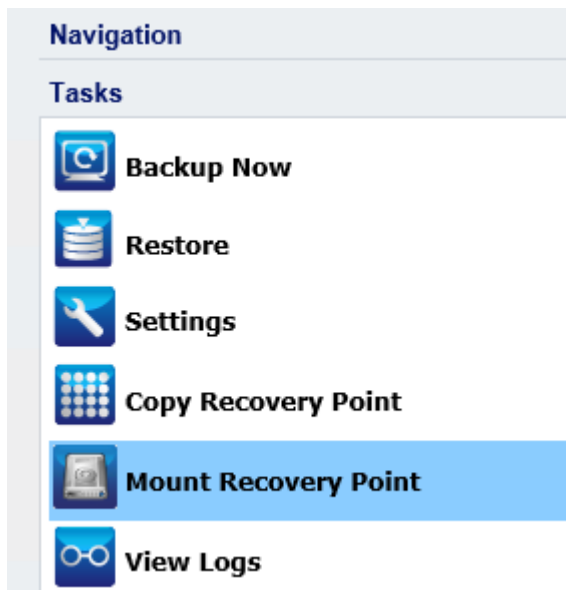 Navigation
Tasks
Backup Now
Restore
Settings
Copy Recovery Point
Mount Recovery Point
View Logs